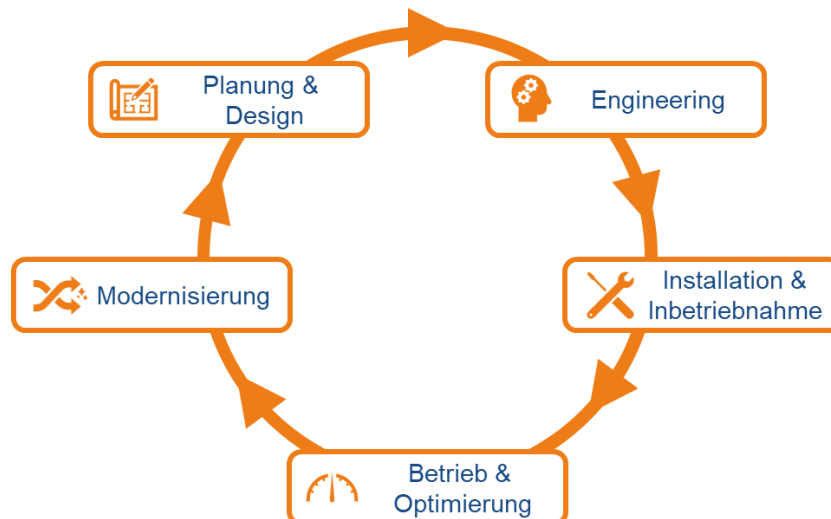 Planung &
Design
Engineering
Installation &
Inbetriebnahme
Betrieb &
Optimierung
Modernisierung